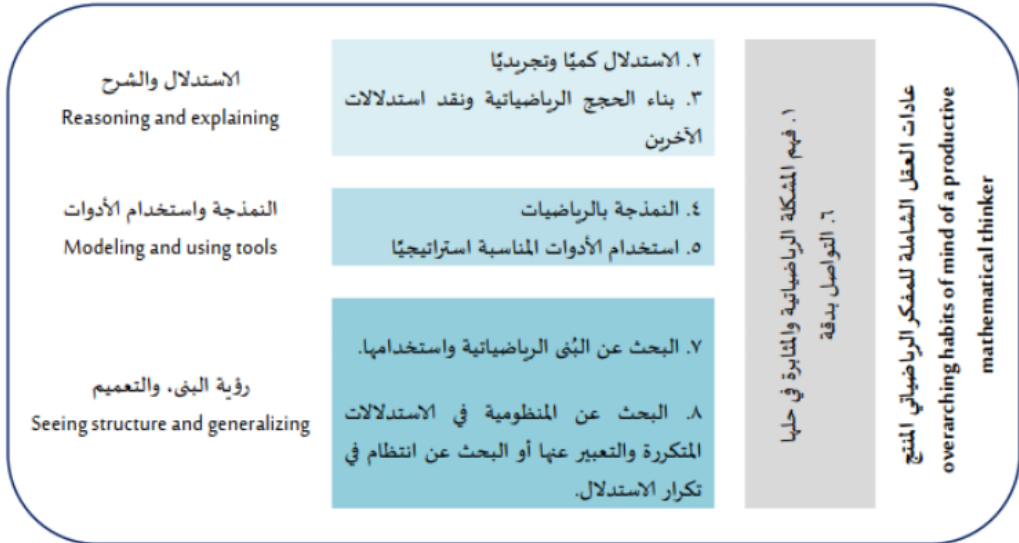 عادات العقل الشاملة للمفكر الرياضياتي المنتج
overarching habits of mind of a productive
mathematical thinker
١. فهم المشكلة الرياضياتية والمثابرة في حلها
٦. التواصل بدقة
٢. الاستدلال كميًا وتجريديًا
٣. بناء الحجج الرياضياتية ونقد استدلالات
الآخرين
الاستدلال والشرح
Reasoning and explaining
٤. النمذجة بالرياضيات
٥. استخدام الأدوات المناسبة استراتيجيًا
النمذجة واستخدام الأدوات
Modeling and using tools
٧. البحث عن البُنى الرياضياتية واستخدامها.
٨. البحث عن المنظومية في الاستدلالات
المتكررة والتعبير عنها أو البحث عن انتظام في
تكرار الاستدلال.
رؤية البنى، والتعميم
Seeing structure and generalizing